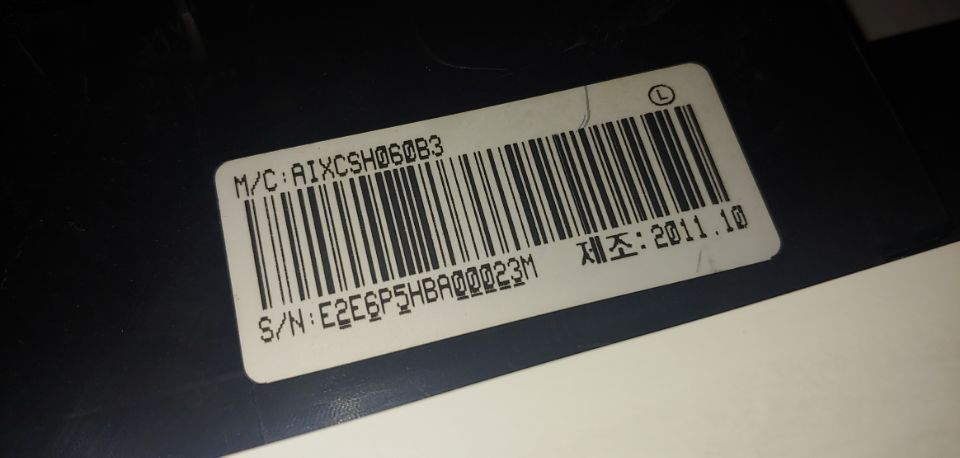 Ⓛ
M/C:AIXCSH060B3
S/N:E2E6P5HBA00023M
제조:2011.10